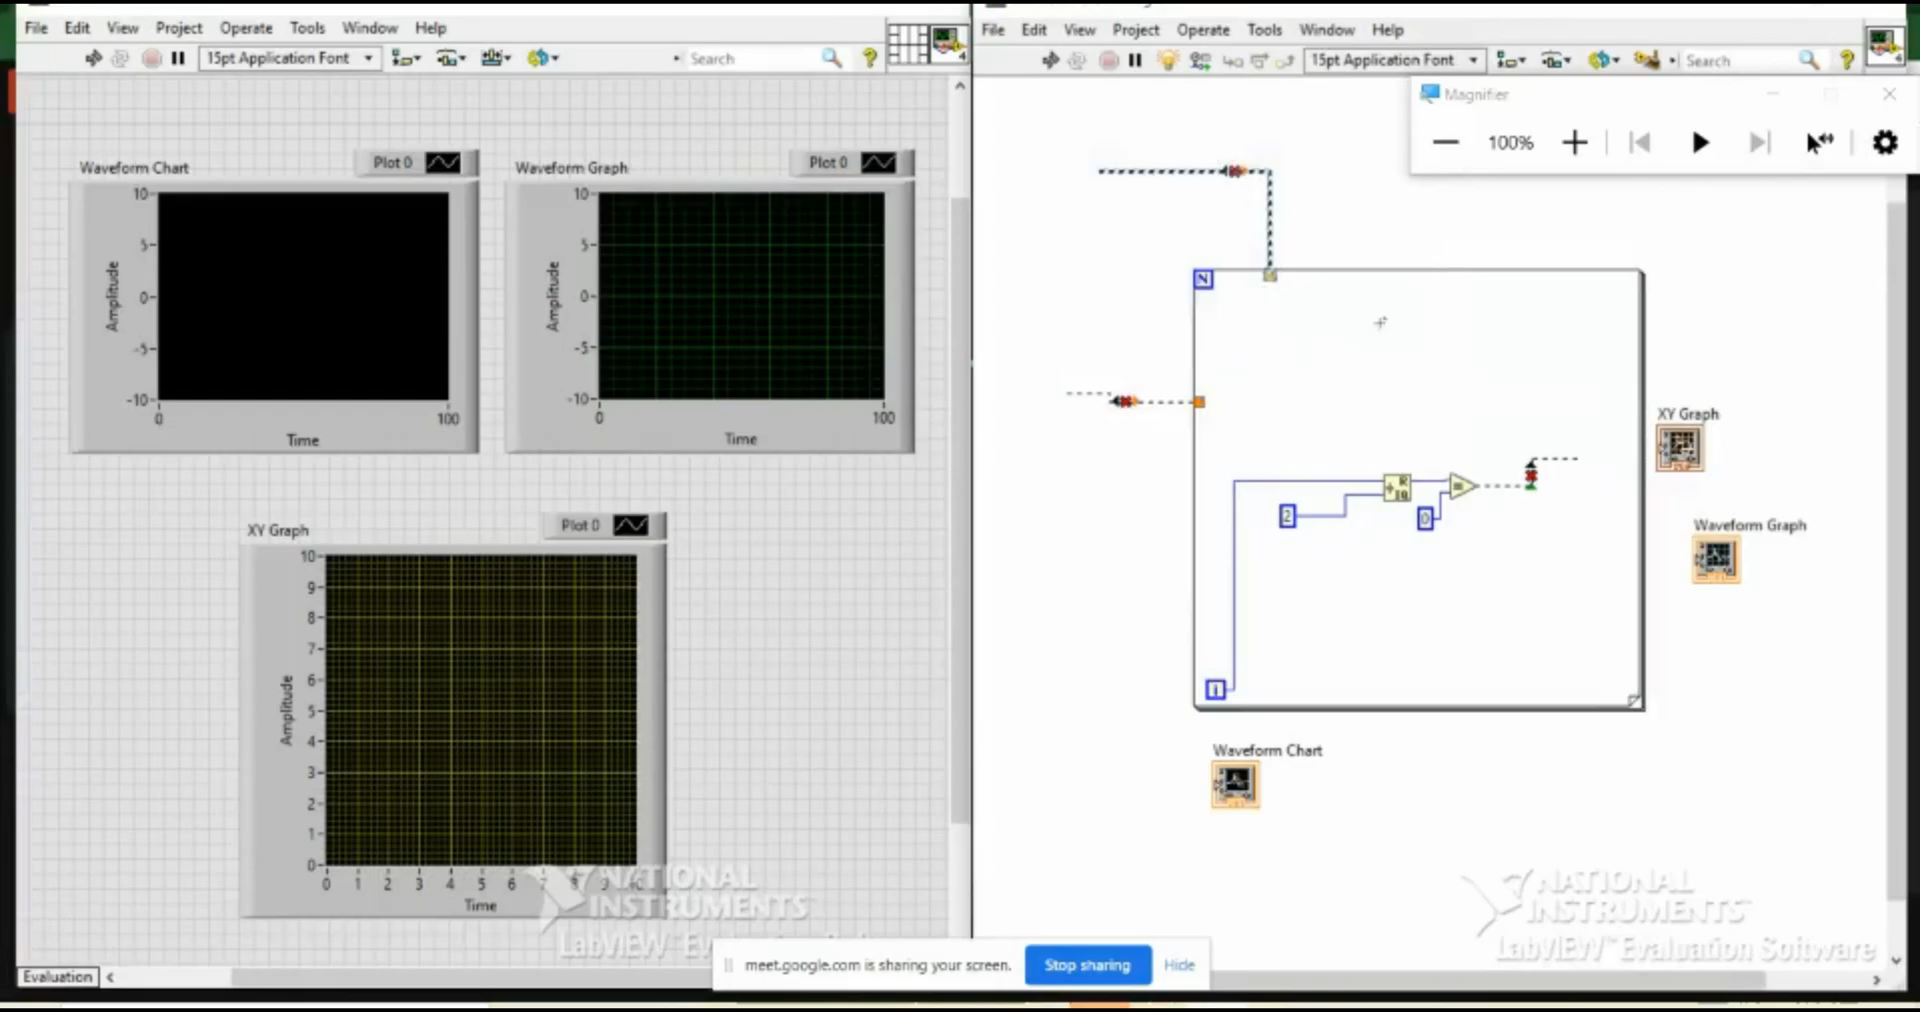 File Edit View Project Operate Tools Window Help
15pt Application Font
Search
Waveform Chart
Plot 0
10
5
0
-5
-10
Amplitude
0
100
Time
Waveform Graph
Plot 0
10
5
0
-5
-10
Amplitude
0
100
Time
XY Graph
Plot 0
10
9
8
7
6
5
4
3
2
1
0
Amplitude
0 1 2 3 4 5 6 7 8 9
Time
NATIONAL
INSTRUMENTS
Evaluation
File Edit View Project Operate Tools Window Help
15pt Application Font
Search
Magnifier
100%
N
2
R
IQ
=
0
i
XY Graph
Waveform Graph
Waveform Chart
NATIONAL
INSTRUMENTS
LabVIEW™ Evaluation Software
meet.google.com is sharing your screen.
Stop sharing
Hide